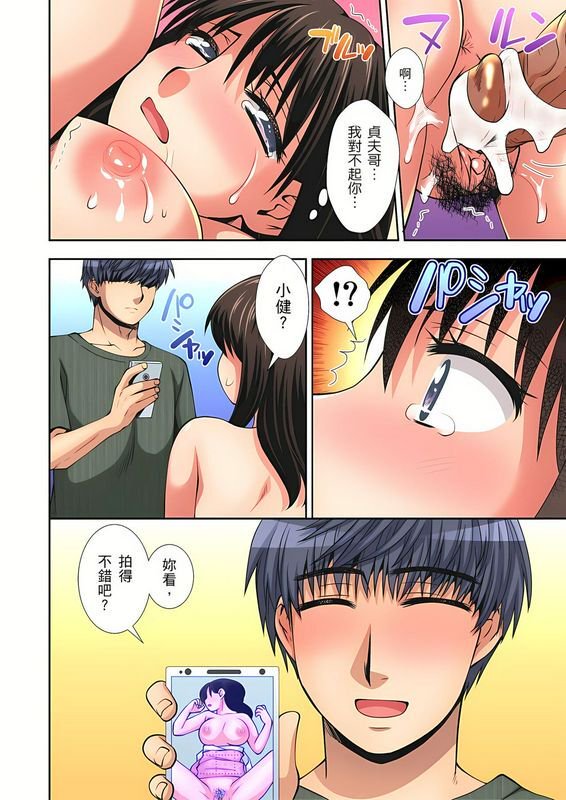 ヌルン
啊…
ブルッ
貞夫哥…
我對不起你…
パシャッ
!?
パシャッ
小健？
妳看，
拍得
不錯吧？